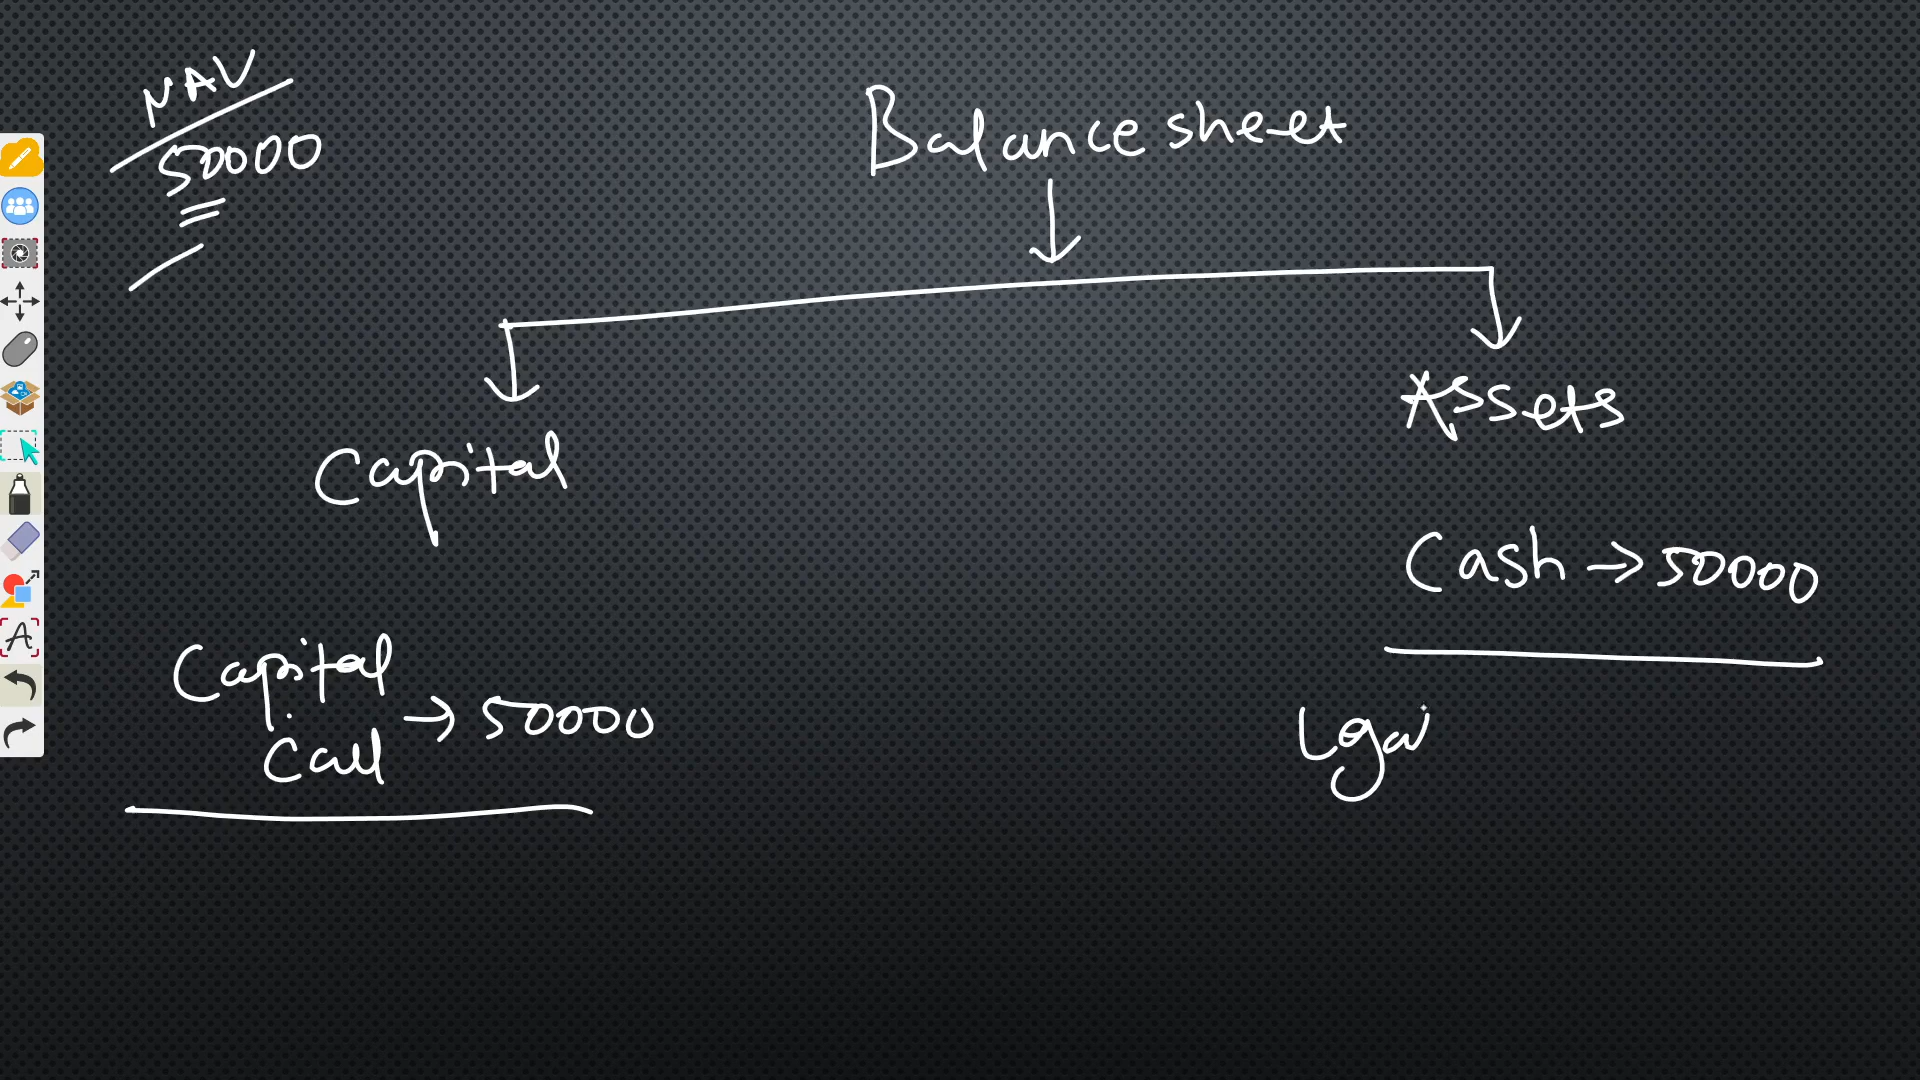 NAV
50000
Balance sheet
Capital
Assets
Cash → 50000
Capital
Call → 50000